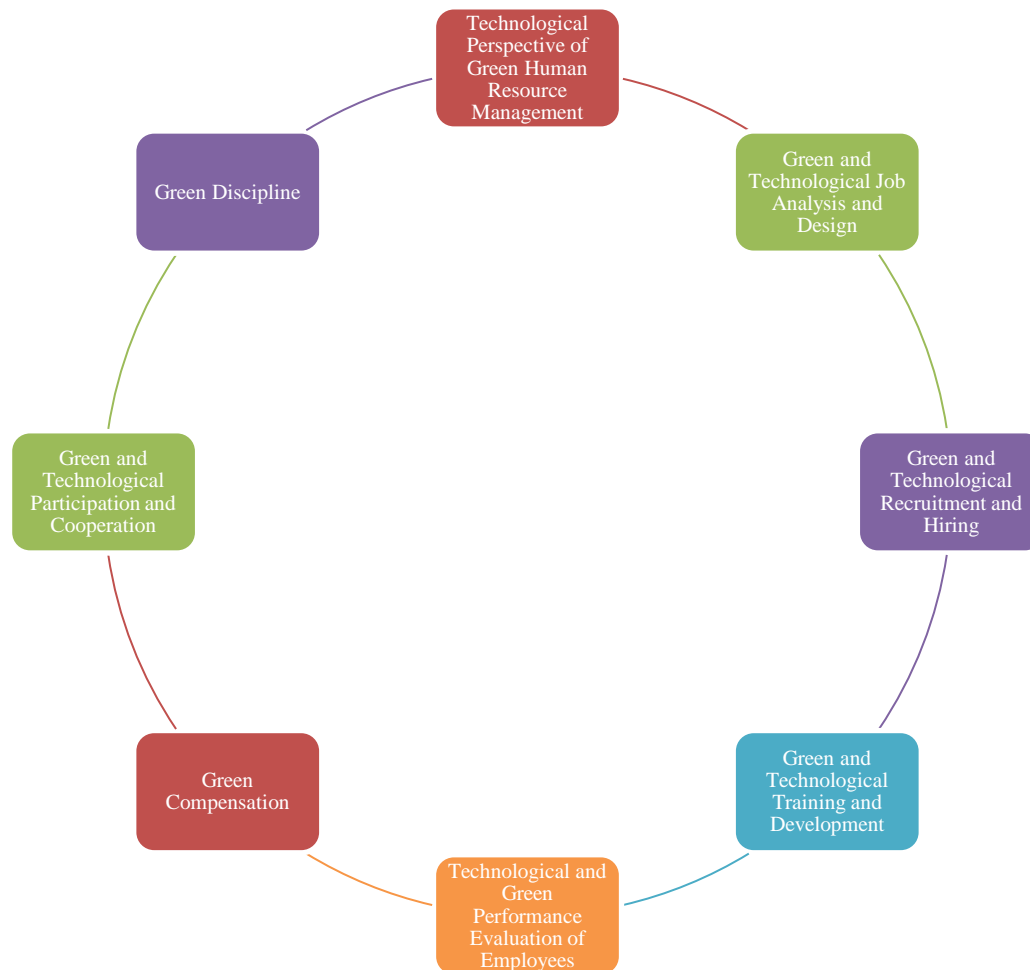 Technological
Perspective of
Green Human
Resource
Management
Green and
Technological Job
Analysis and
Design
Green and
Technological
Recruitment and
Hiring
Green and
Technological
Training and
Development
Technological and
Green
Performance
Evaluation of
Employees
Green
Compensation
Green and
Technological
Participation and
Cooperation
Green Discipline